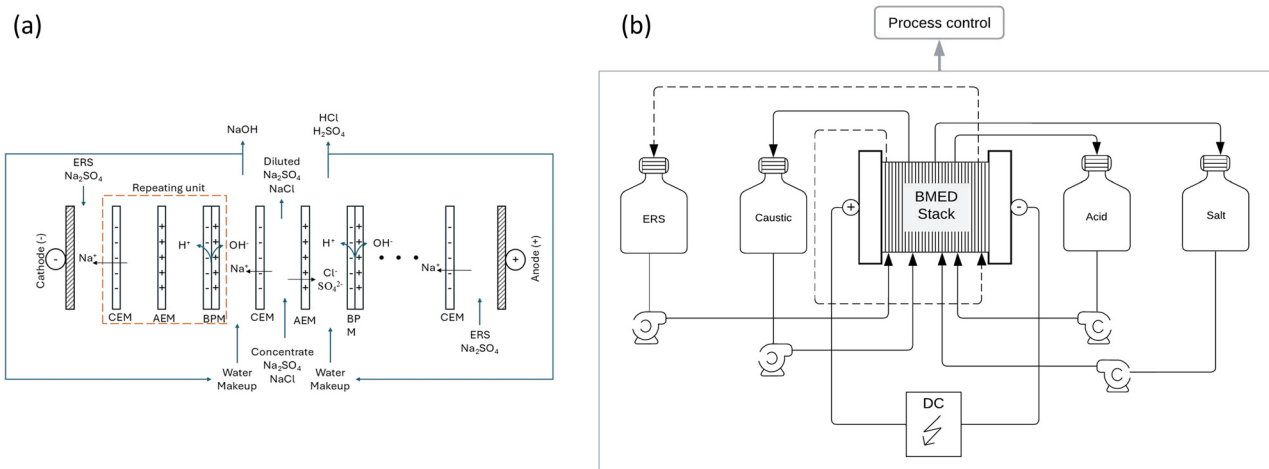 (a)
NaOH
HCl
H₂SO₄
ERS
Na₂SO₄
Diluted
Na₂SO₄
NaCl
Repeating unit
Cathode (-)
-
Na⁺
H⁺
OH⁻
Na⁺
H⁺
OH⁻
Cl⁻
SO₄²⁻
Na⁺
+
Anode (+)
CEM
AEM
BPM
CEM
AEM
BP
M
CEM
ERS
Na₂SO₄
Water
Makeup
Concentrate
Na₂SO₄
NaCl
Water
Makeup
(b)
Process control
ERS
Caustic
+
BMED
Stack
-
Acid
Salt
DC